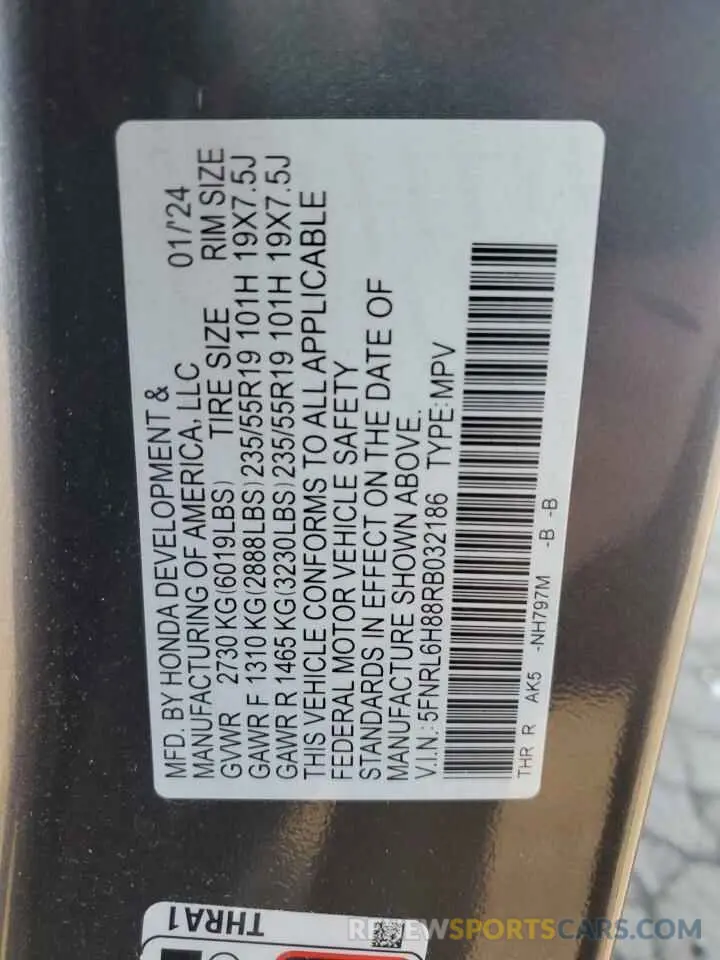 MFD. BY HONDA DEVELOPMENT &
MANUFACTURING OF AMERICA, LLC 01/'24
GVWR 2730 KG(6019LBS) TIRE SIZE RIM SIZE
GAWR F 1310 KG(2888LBS) 235/55R19 101H 19X7.5J
GAWR R 1465 KG(3230LBS) 235/55R19 101H 19X7.5J
THIS VEHICLE CONFORMS TO ALL APPLICABLE
FEDERAL MOTOR VEHICLE SAFETY
STANDARDS IN EFFECT ON THE DATE OF
MANUFACTURE SHOWN ABOVE.
V.I.N.: 5FNRL6H88RB032186 TYPE: MPV
THR R AK5 -NH797M -B -B
THRA1
REVIEWSPORTSCARS.COM